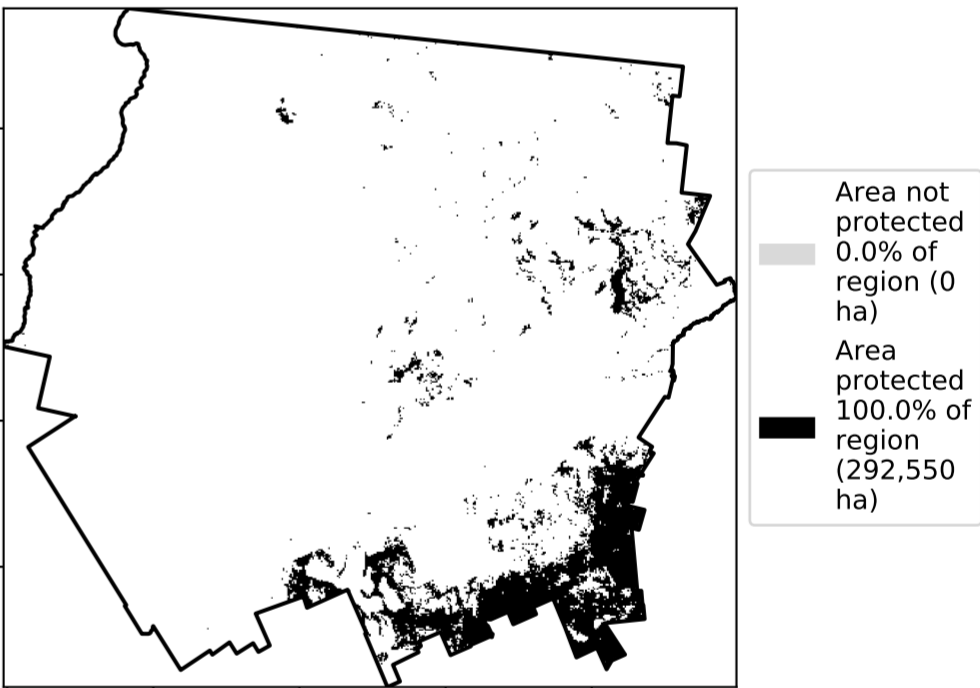 Area not
protected
0.0% of
region (0
ha)
Area
protected
100.0% of
region
(292,550
ha)